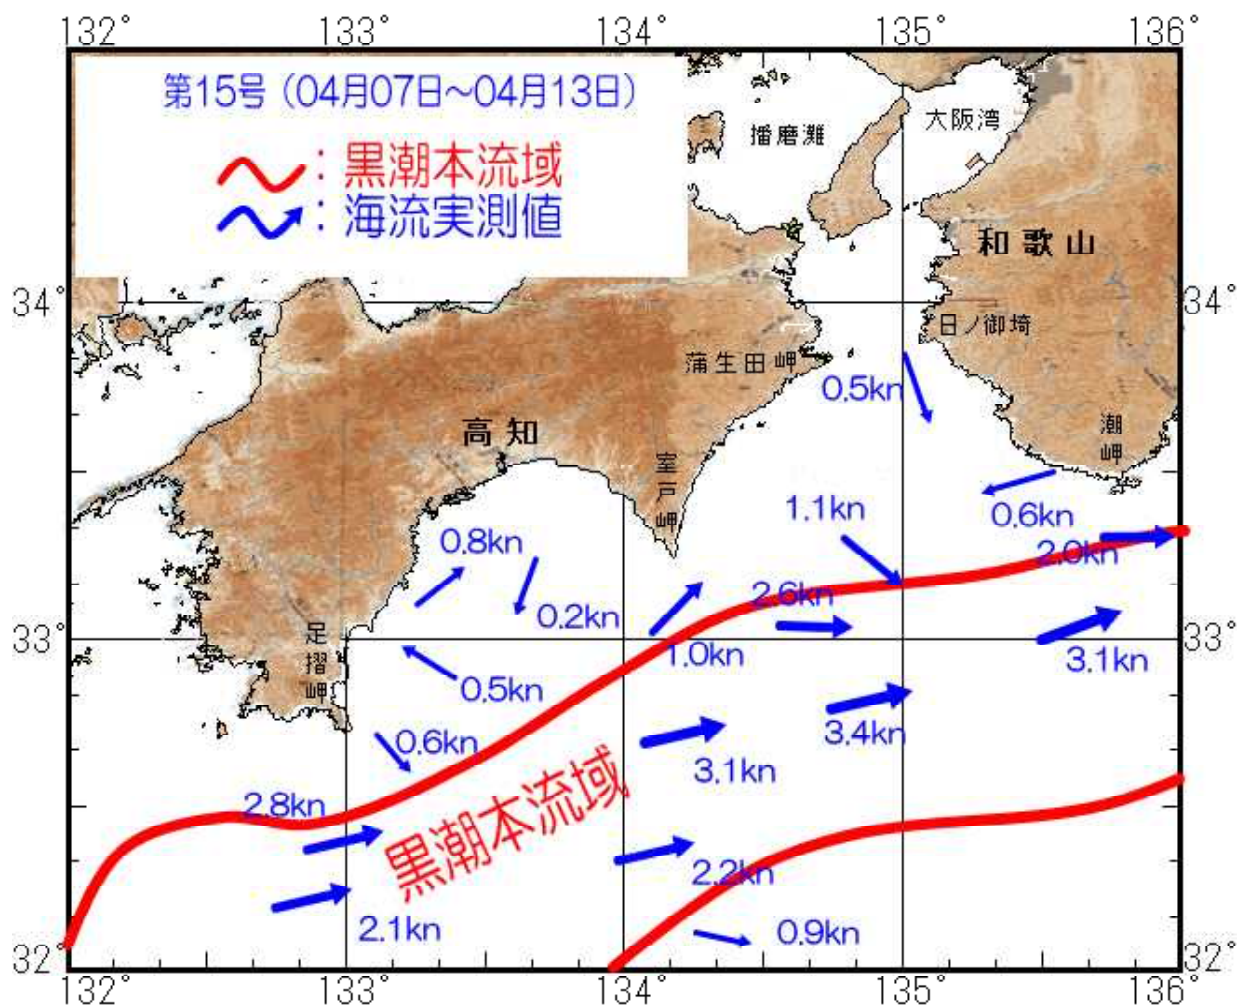 132° 133° 134° 135° 136°
第15号（04月07日～04月13日）
：黒潮本流域
：海流実測値
播磨灘
大阪湾
和歌山
34° 34°
日ノ御埼
蒲生田岬
0.5kn
高知
潮岬
室戸岬
1.1kn
0.6kn
0.8kn
2.0kn
2.6kn
0.2kn
33° 33°
足摺岬
1.0kn
3.1kn
0.5kn
3.4kn
0.6kn
3.1kn
2.8kn
黒潮本流域
2.2kn
2.1kn
0.9kn
32° 32°
132° 133° 134° 135° 136°